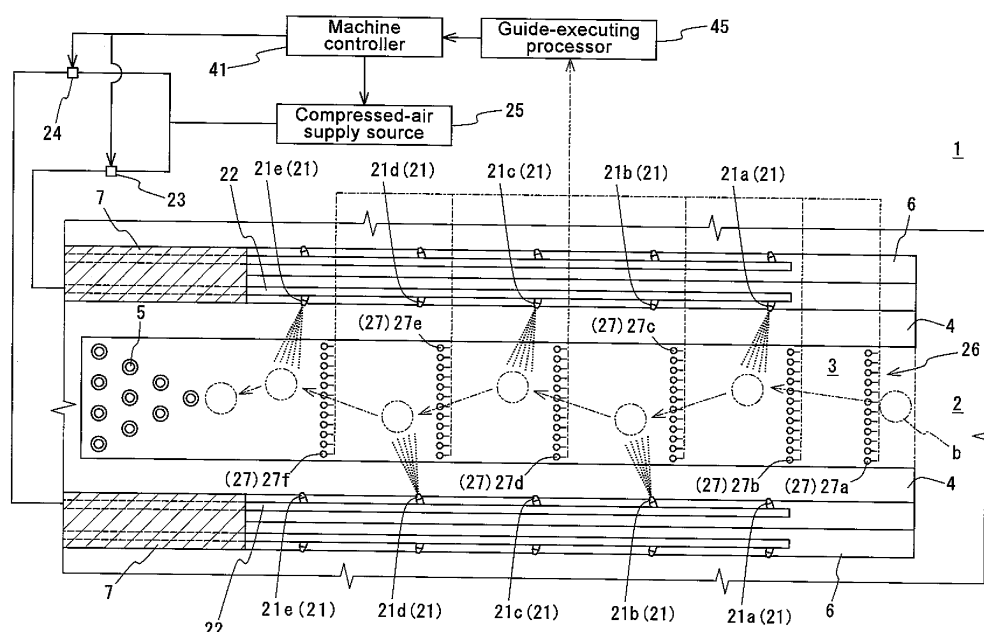 Machine controller
41
Guide-executing processor
45
24
Compressed-air supply source
25
1
23
21e(21)
21d(21)
21c(21)
21b(21)
21a(21)
7
22
6
5
(27)27e
(27)27c
4
3
26
2
b
(27)27f
(27)27d
(27)27b
(27)27a
4
7
22
21e(21)
21d(21)
21c(21)
21b(21)
21a(21)
6